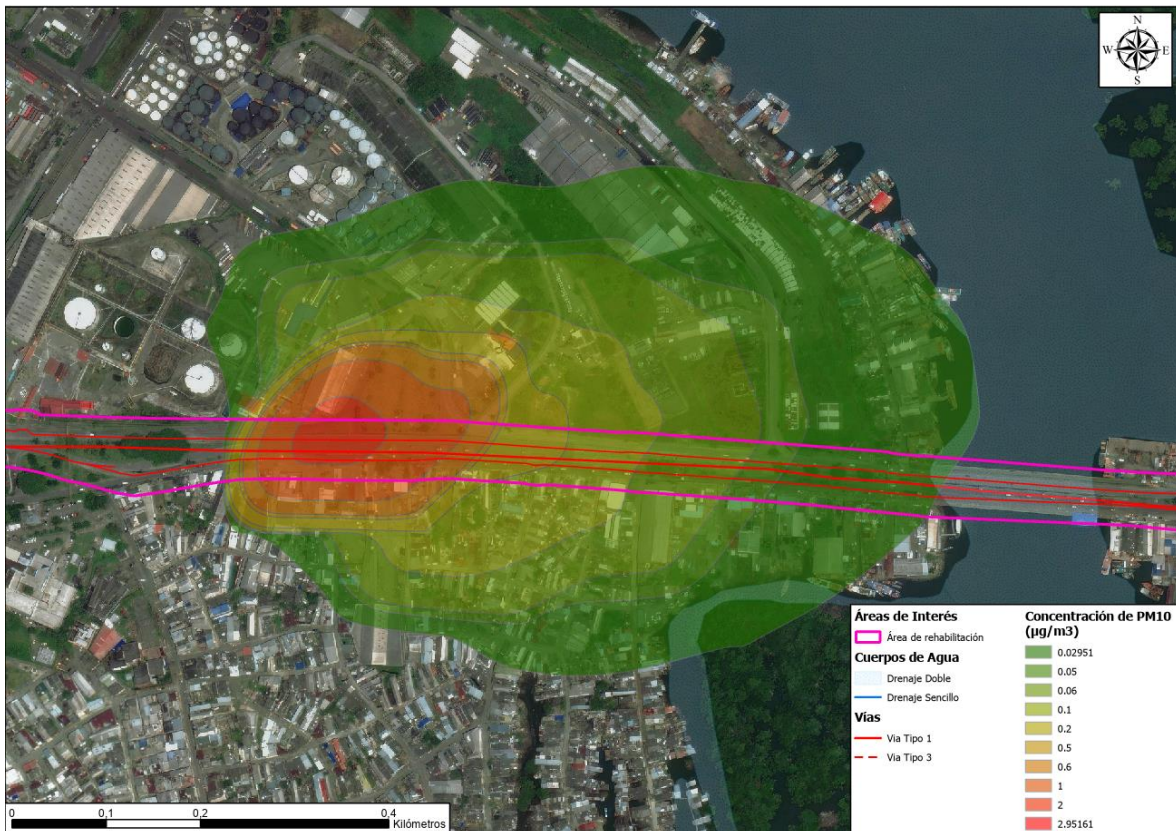 N
W
E
S
Áreas de Interés
Área de rehabilitación
Cuerpos de Agua
Drenaje Doble
Drenaje Sencillo
Vías
Via Tipo 1
Via Tipo 3
Concentración de PM10
(µg/m3)
0.02951
0.05
0.06
0.1
0.2
0.5
0.6
1
2
2.95161
0
0,1
0,2
0,4
Kilómetros